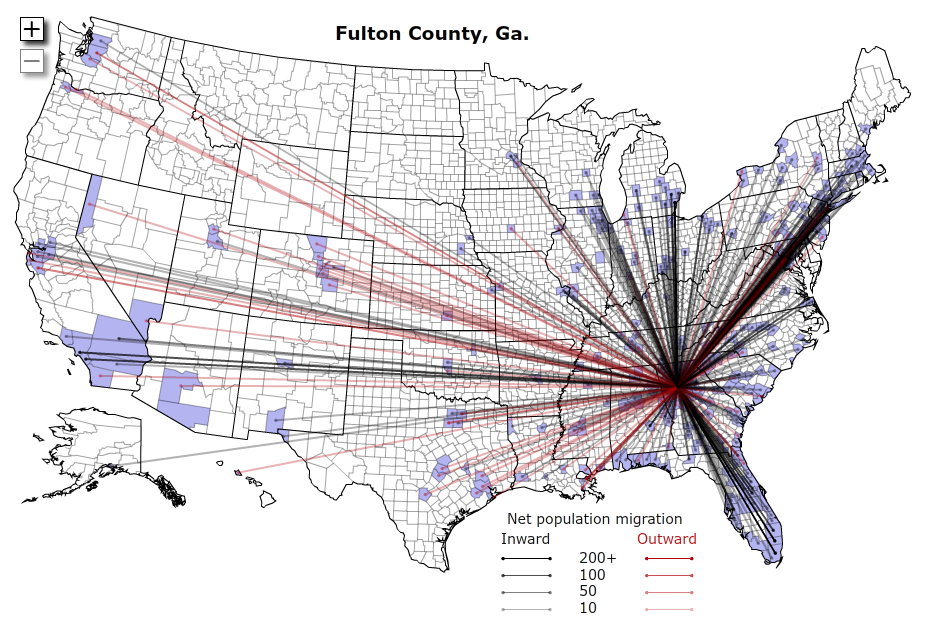 +
Fulton County, Ga.
−
Net population migration
Inward Outward
200+
100
50
10